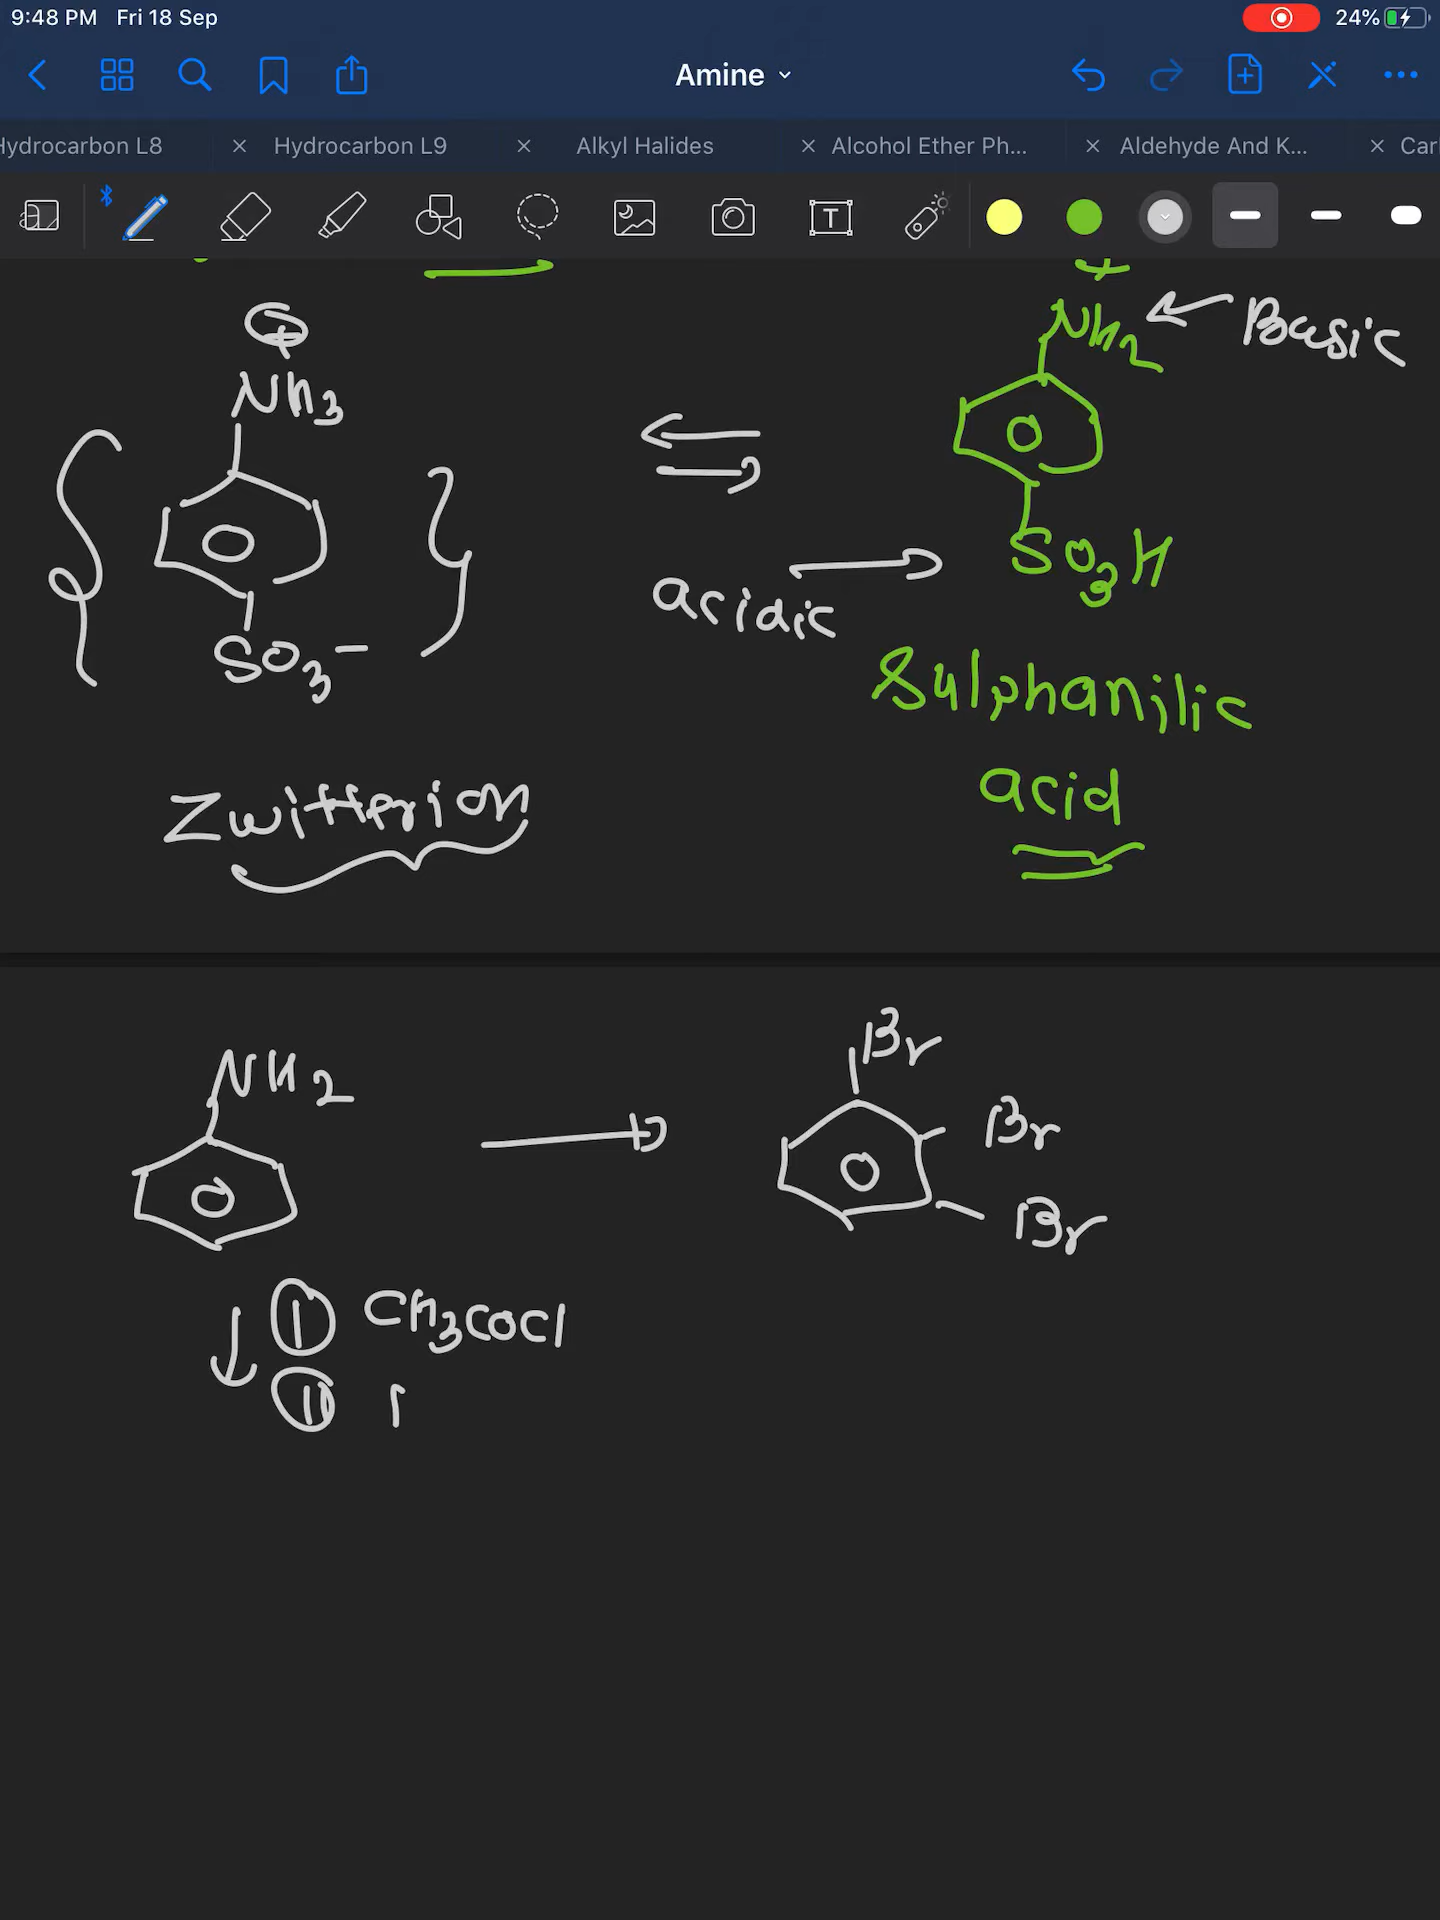 9:48 PM Fri 18 Sep 24%
Amine
Hydrocarbon L8 Hydrocarbon L9 Alkyl Halides Alcohol Ether Ph... Aldehyde And K... Car
T
⊕
NH3
SO3-
Zwitterion
NH2 ← Basic
SO3H
acidic →
Sulphanilic
acid
NH2
Br
Br
Br
① CH3COCl
②